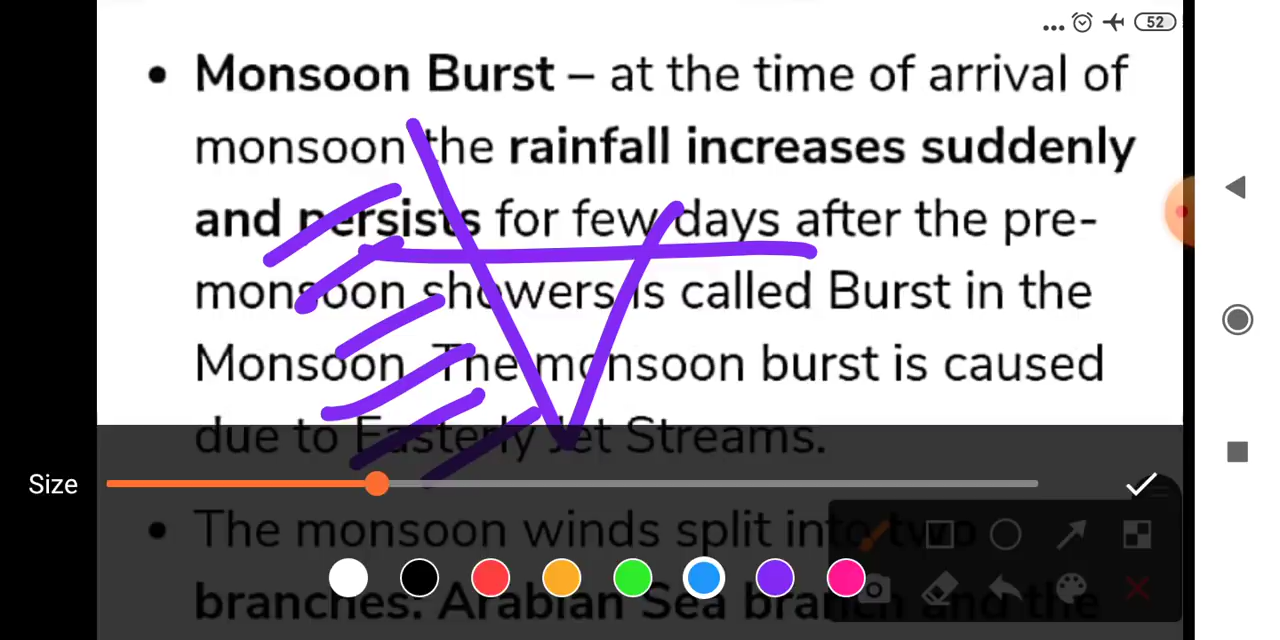 52
• Monsoon Burst – at the time of arrival of
monsoon the rainfall increases suddenly
and persists for few days after the pre-
monsoon showers is called Burst in the
Monsoon. The monsoon burst is caused
due to Easterly Jet Streams.
Size
• The monsoon winds split into two
branches: Arabian Sea branch and the